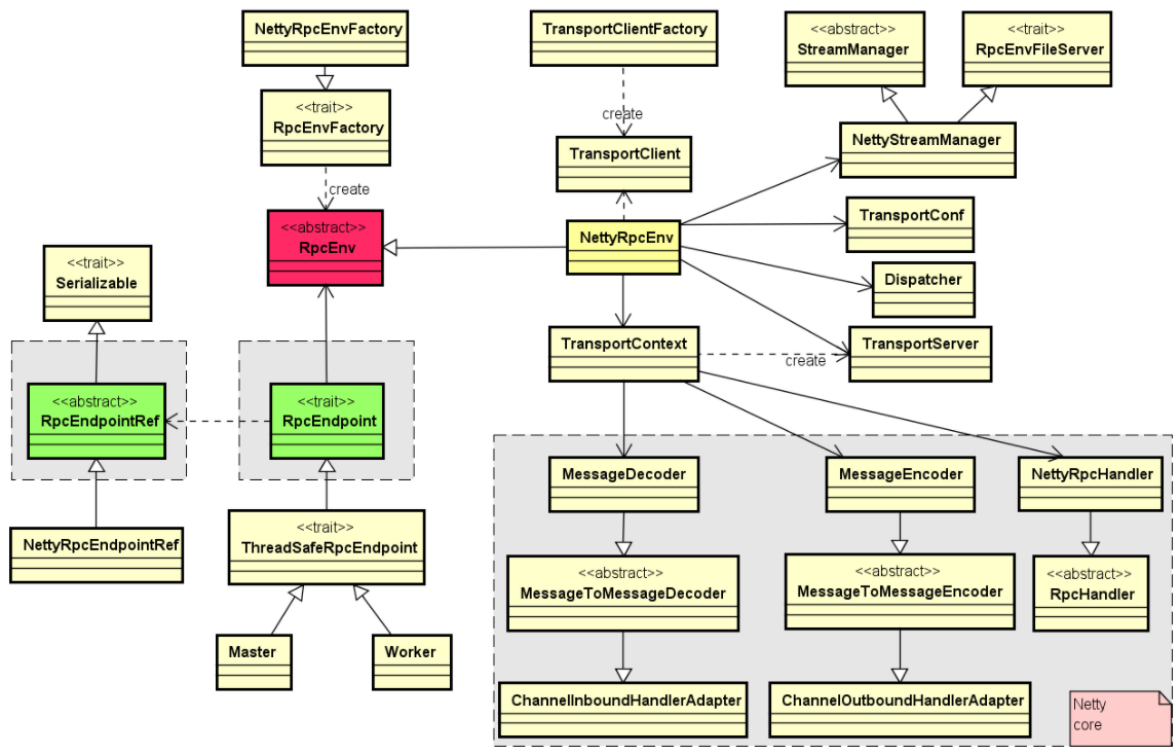 NettyRpcEnvFactory
TransportClientFactory
<<abstract>>
StreamManager
<<trait>>
RpcEnvFileServer
<<trait>>
RpcEnvFactory
create
NettyStreamManager
TransportClient
create
<<abstract>>
RpcEnv
NettyRpcEnv
TransportConf
<<trait>>
Serializable
Dispatcher
TransportContext
create
TransportServer
<<abstract>>
RpcEndpointRef
<<trait>>
RpcEndpoint
MessageDecoder
MessageEncoder
NettyRpcHandler
NettyRpcEndpointRef
<<trait>>
ThreadSafeRpcEndpoint
<<abstract>>
MessageToMessageDecoder
<<abstract>>
MessageToMessageEncoder
<<abstract>>
RpcHandler
Master
Worker
ChannelInboundHandlerAdapter
ChannelOutboundHandlerAdapter
Netty
core